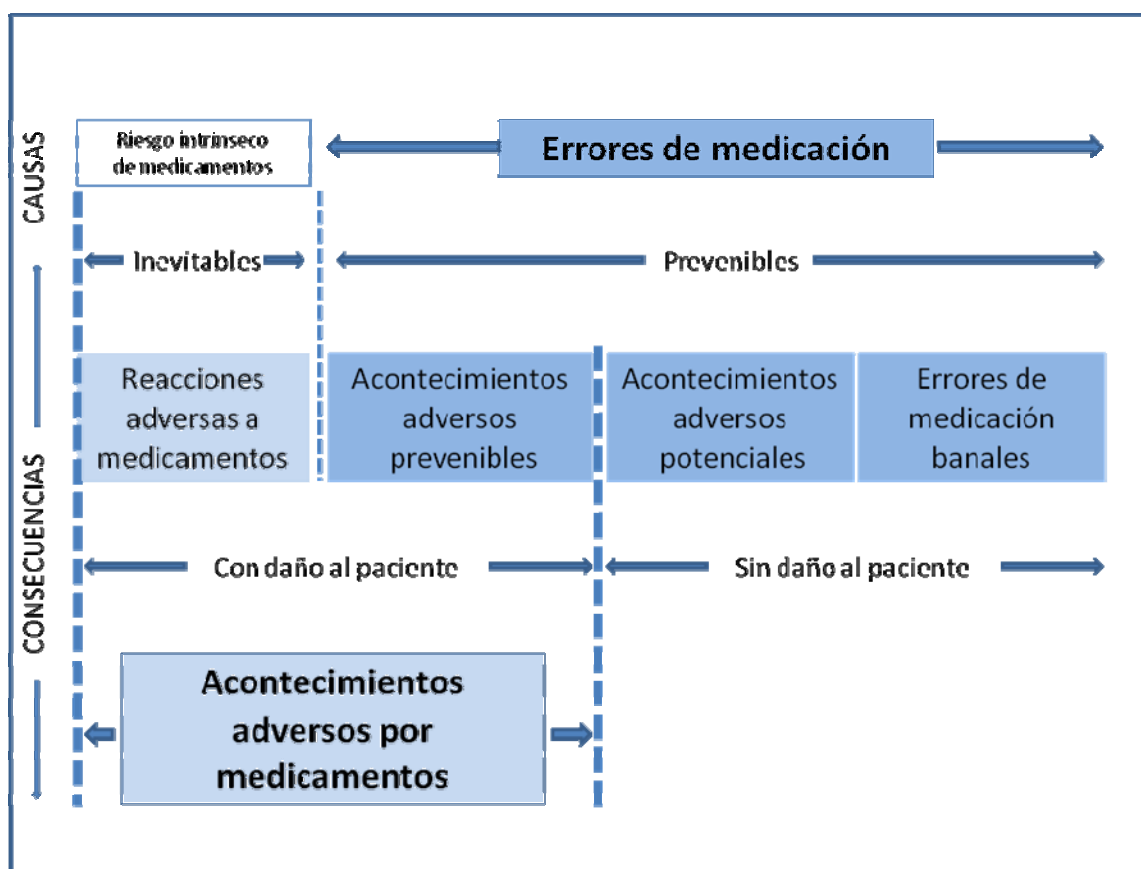 CAUSAS
CONSECUENCIAS
Riesgo intrínseco
de medicamentos
Errores de medicación
Inevitables
Prevenibles
Reacciones
adversas a
medicamentos
Acontecimientos
adversos
prevenibles
Acontecimientos
adversos
potenciales
Errores de
medicación
banales
Con daño al paciente
Sin daño al paciente
Acontecimientos
adversos por
medicamentos